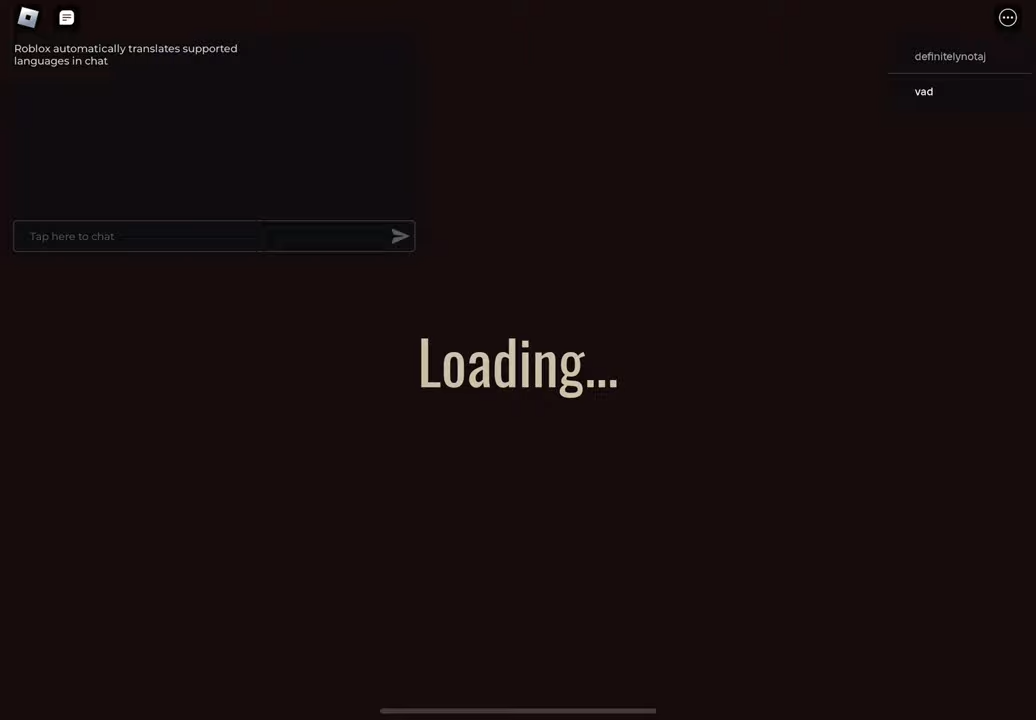 Roblox automatically translates supported
languages in chat
definitelynotaj
vad
Tap here to chat
Loading...